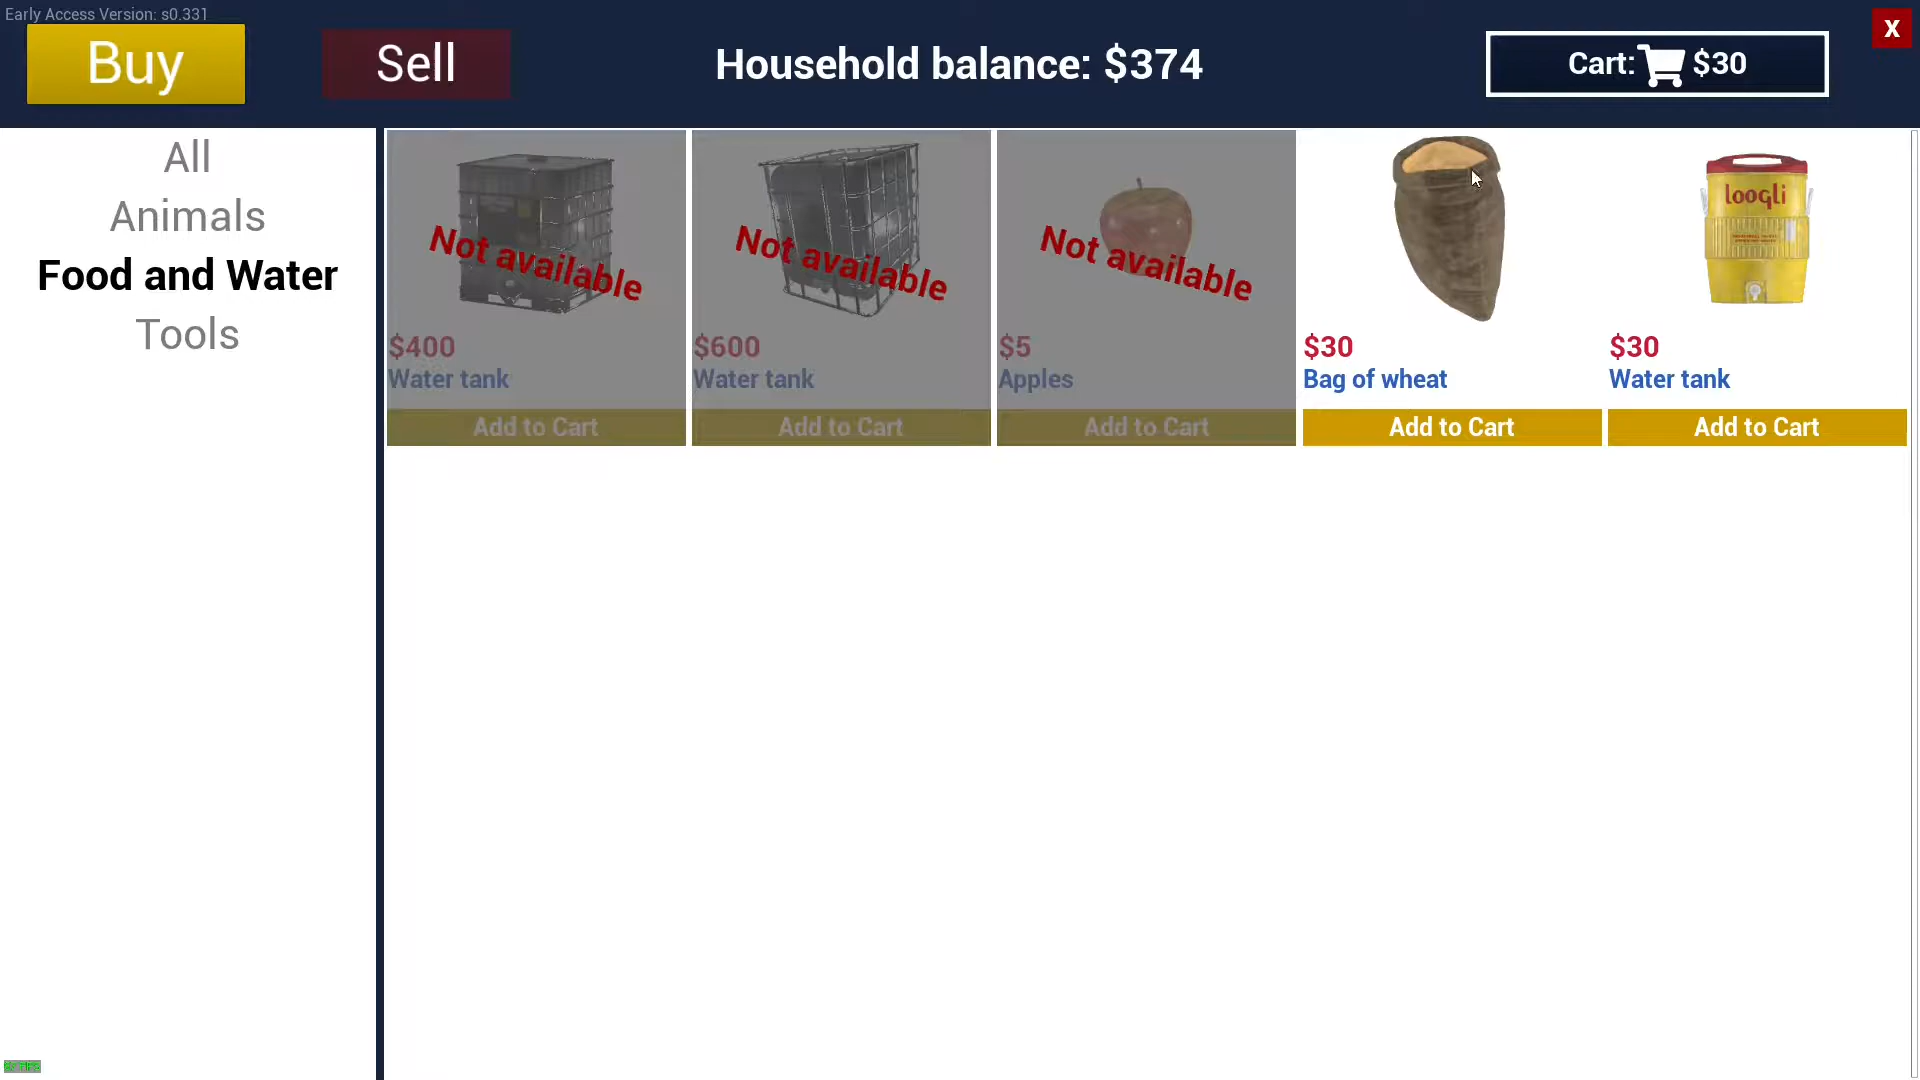 Early Access Version: s0.331
Buy
Sell
Household balance: $374
Cart: $30
X
All
Animals
Food and Water
Tools
Not available
$400
Water tank
Add to Cart
Not available
$600
Water tank
Add to Cart
Not available
$5
Apples
Add to Cart
$30
Bag of wheat
Add to Cart
loogli
$30
Water tank
Add to Cart